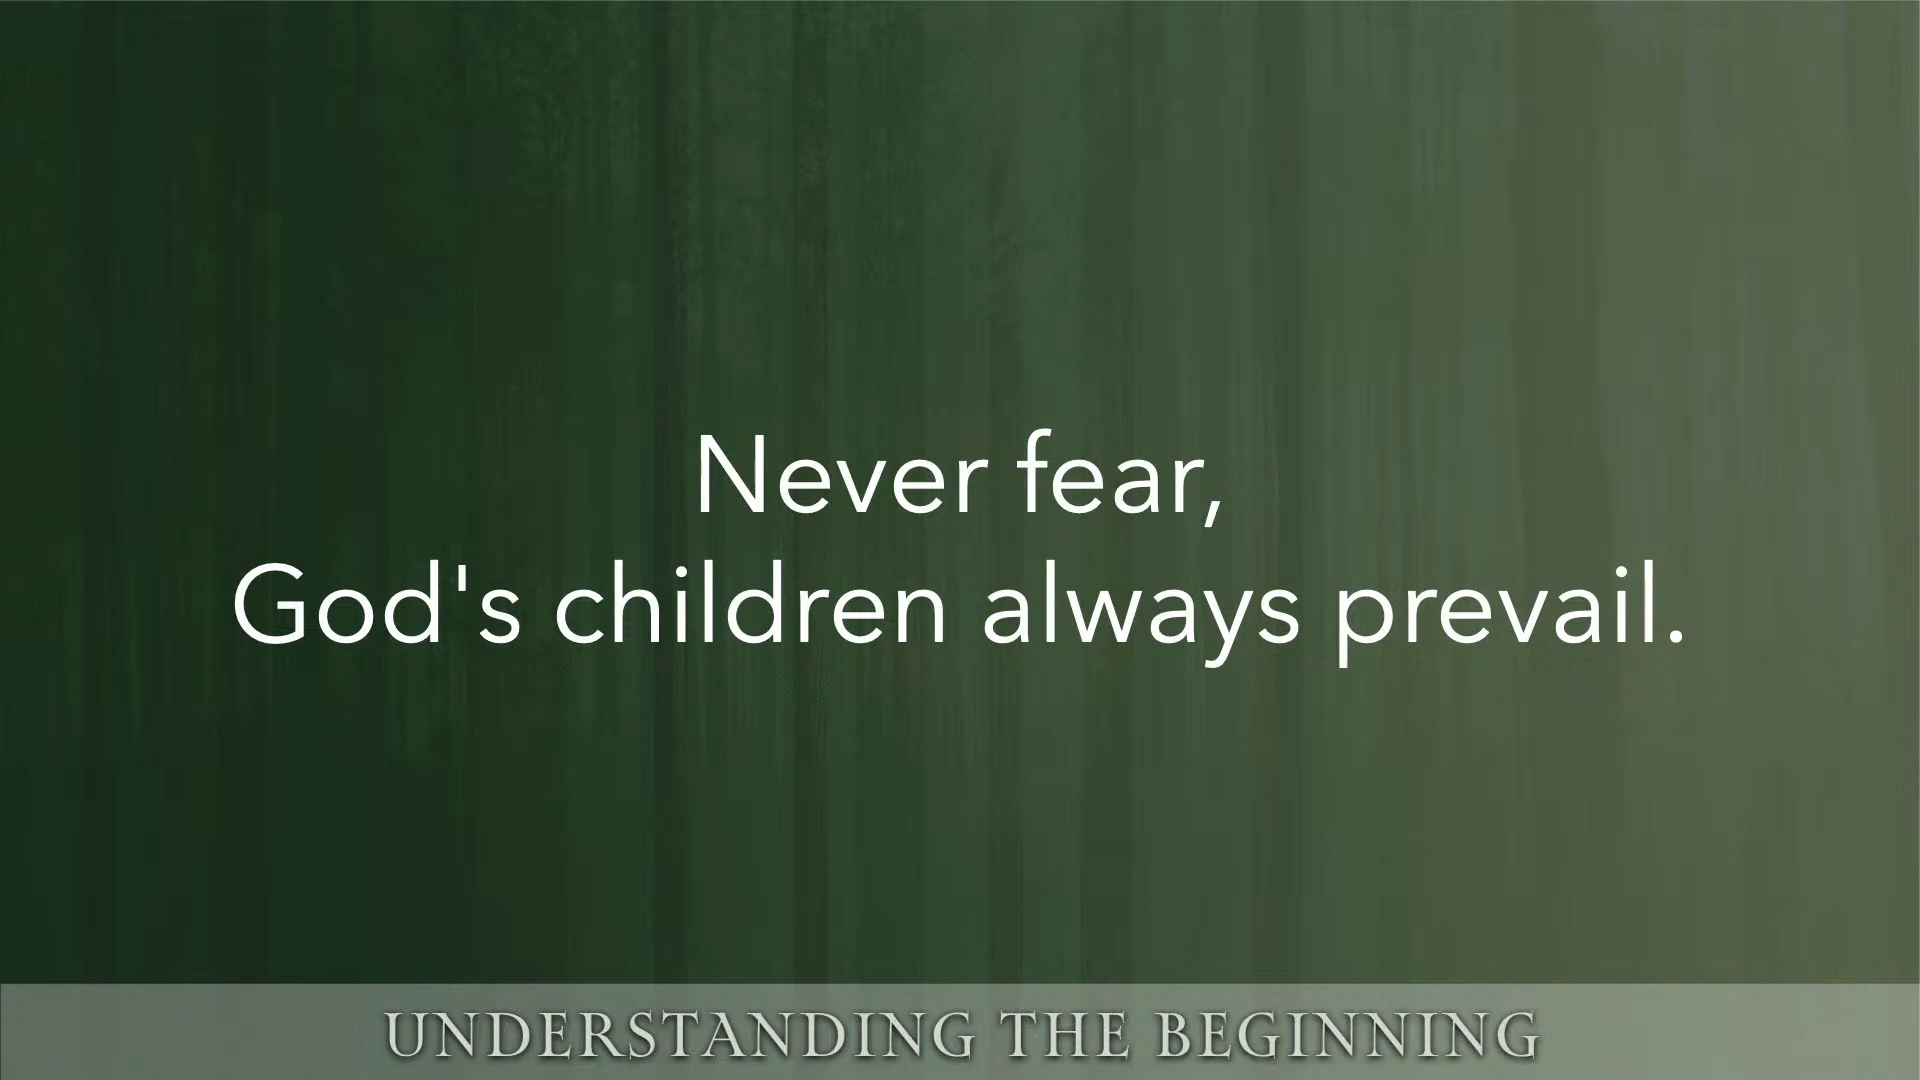 Never fear,
God's children always prevail.
UNDERSTANDING THE BEGINNING